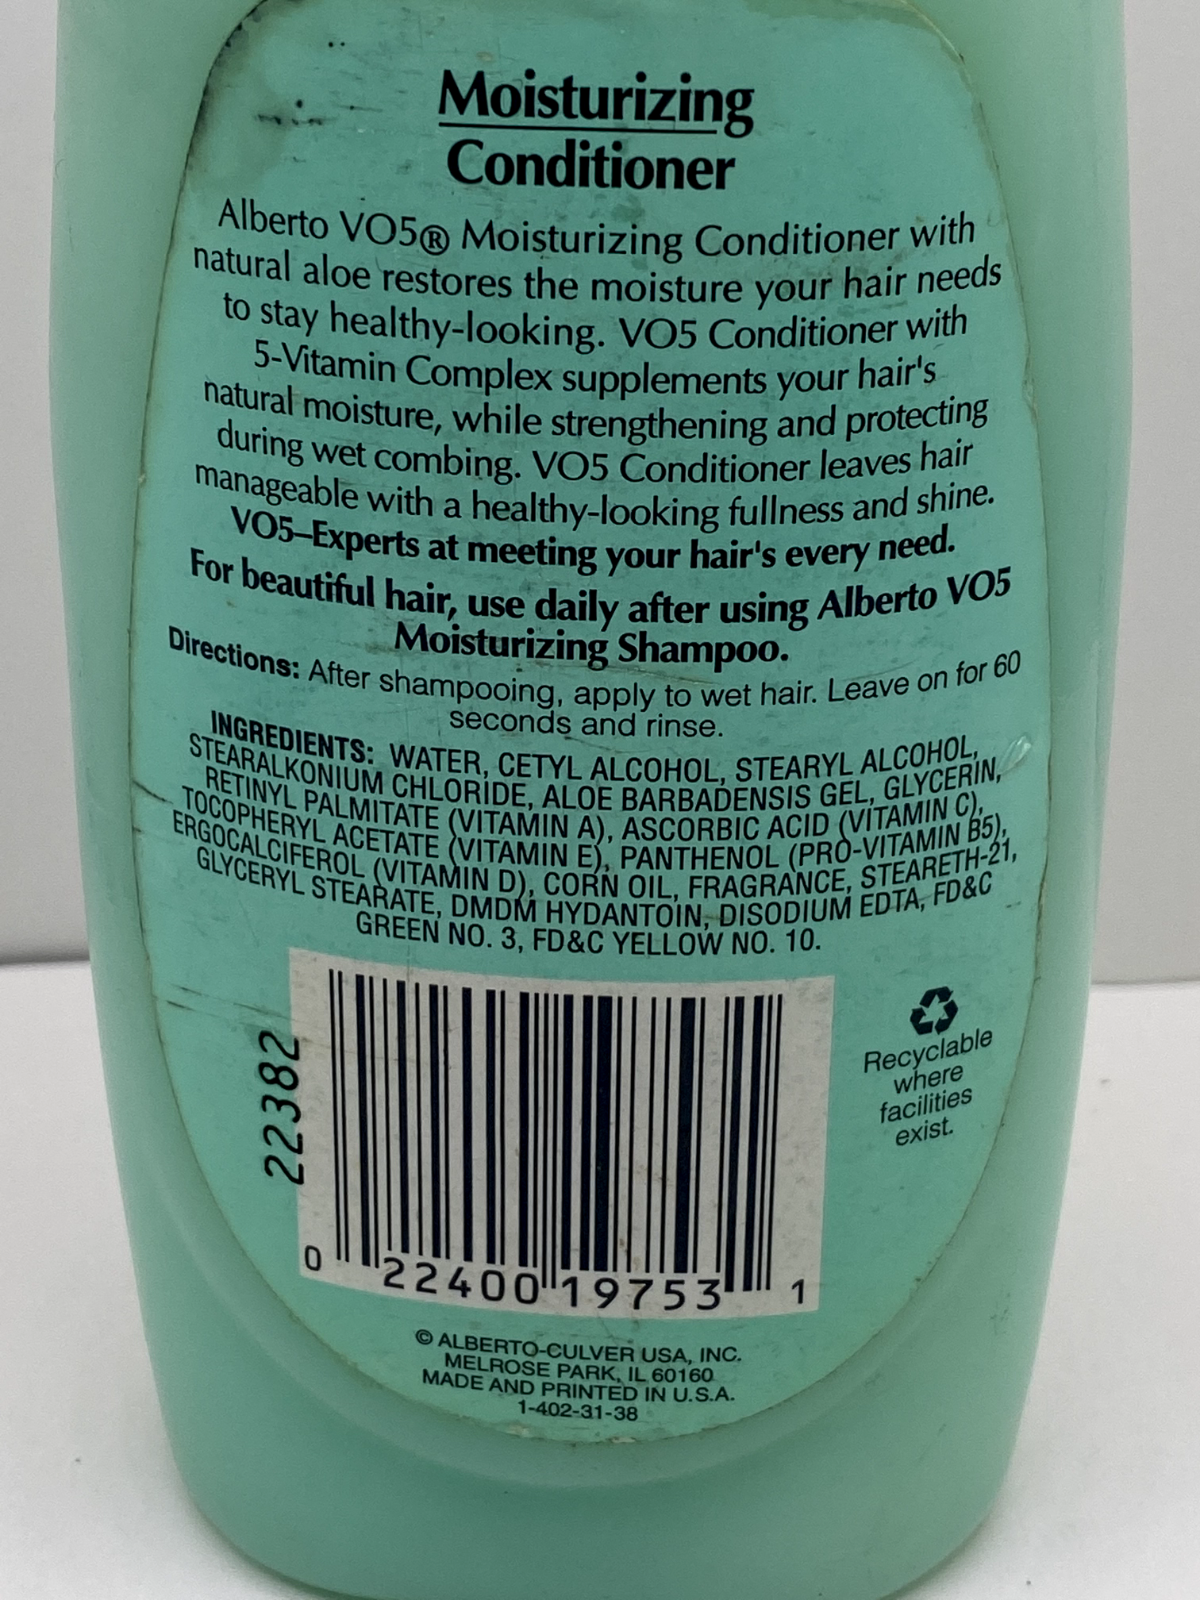 Moisturizing
Conditioner
Alberto VO5® Moisturizing Conditioner with
natural aloe restores the moisture your hair needs
to stay healthy-looking. VO5 Conditioner with
5-Vitamin Complex supplements your hair's
natural moisture, while strengthening and protecting
during wet combing. VO5 Conditioner leaves hair
manageable with a healthy-looking fullness and shine.
VO5–Experts at meeting your hair's every need.
For beautiful hair, use daily after using Alberto VO5
Moisturizing Shampoo.
Directions: After shampooing, apply to wet hair. Leave on for 60
seconds and rinse.
INGREDIENTS: WATER, CETYL ALCOHOL, STEARYL ALCOHOL,
STEARALKONIUM CHLORIDE, ALOE BARBADENSIS GEL, GLYCERIN,
RETINYL PALMITATE (VITAMIN A), ASCORBIC ACID (VITAMIN C),
TOCOPHERYL ACETATE (VITAMIN E), PANTHENOL (PRO-VITAMIN B5),
ERGOCALCIFEROL (VITAMIN D), CORN OIL, FRAGRANCE, STEARETH-21,
GLYCERYL STEARATE, DMDM HYDANTOIN, DISODIUM EDTA, FD&C
GREEN NO. 3, FD&C YELLOW NO. 10.
22382
Recyclable
where
facilities
exist.
0 22400 19753 1
© ALBERTO-CULVER USA, INC.
MELROSE PARK, IL 60160
MADE AND PRINTED IN U.S.A.
1-402-31-38